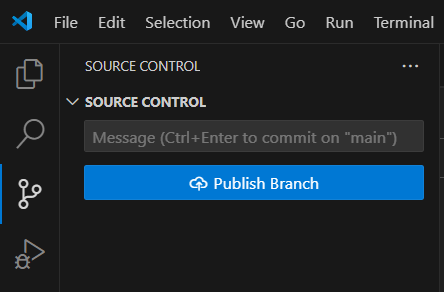 File Edit Selection View Go Run Terminal
SOURCE CONTROL
SOURCE CONTROL
Message (Ctrl+Enter to commit on "main")
Publish Branch